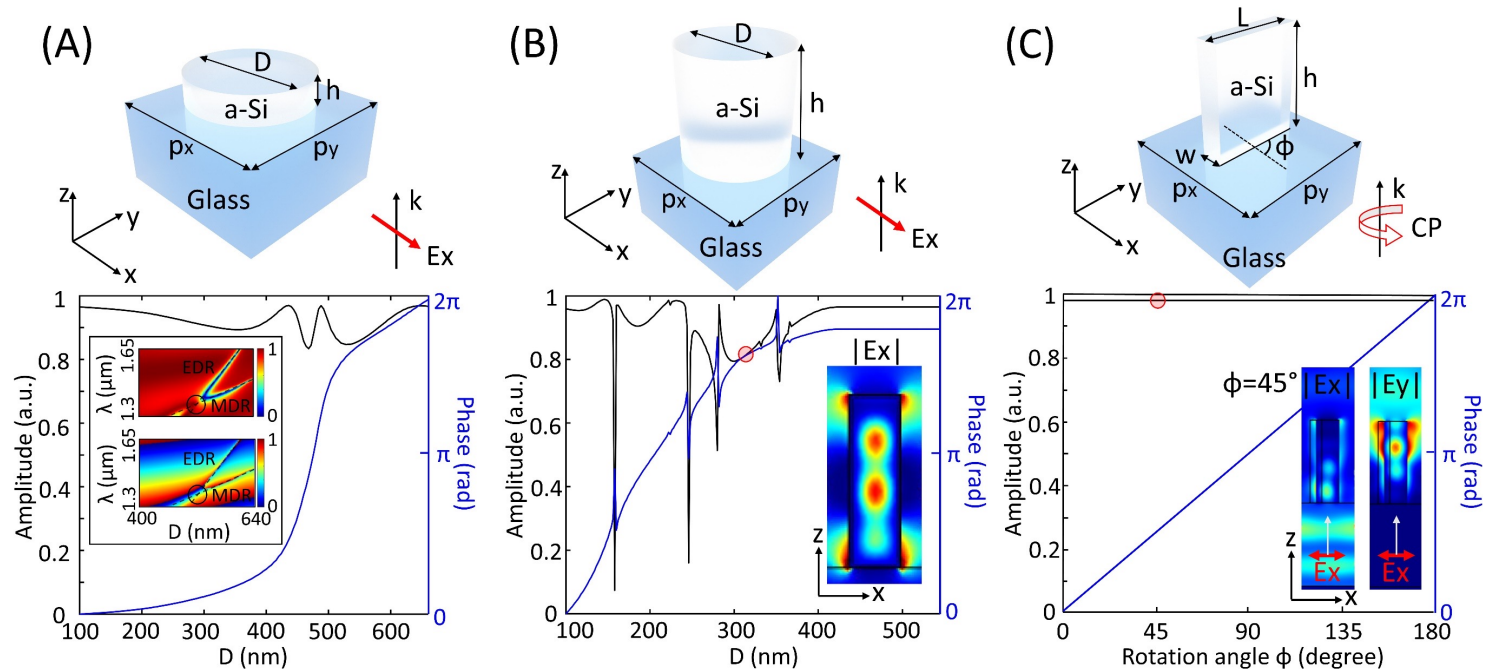 (A)
D
h
a-Si
px
py
Glass
z
y
x
k
Ex
1
0.8
0.6
0.4
0.2
0
Amplitude (a.u.)
2π
π
0
Phase (rad)
100 200 300 400 500 600
D (nm)
λ (μm)
1.65
1.3
EDR
MDR
1
0
λ (μm)
1.65
1.3
EDR
MDR
1
0
400 640
D (nm)
(B)
D
h
a-Si
px
py
Glass
z
y
x
k
Ex
1
0.8
0.6
0.4
0.2
0
Amplitude (a.u.)
2π
π
0
Phase (rad)
100 200 300 400 500
D (nm)
|Ex|
z
x
(C)
L
h
a-Si
w
ϕ
px
py
Glass
z
y
x
k
CP
1
0.8
0.6
0.4
0.2
0
Amplitude (a.u.)
2π
π
0
Phase (rad)
0 45 90 135 180
Rotation angle ϕ (degree)
ϕ=45°
|Ex| |Ey|
Ex Ex
z
x